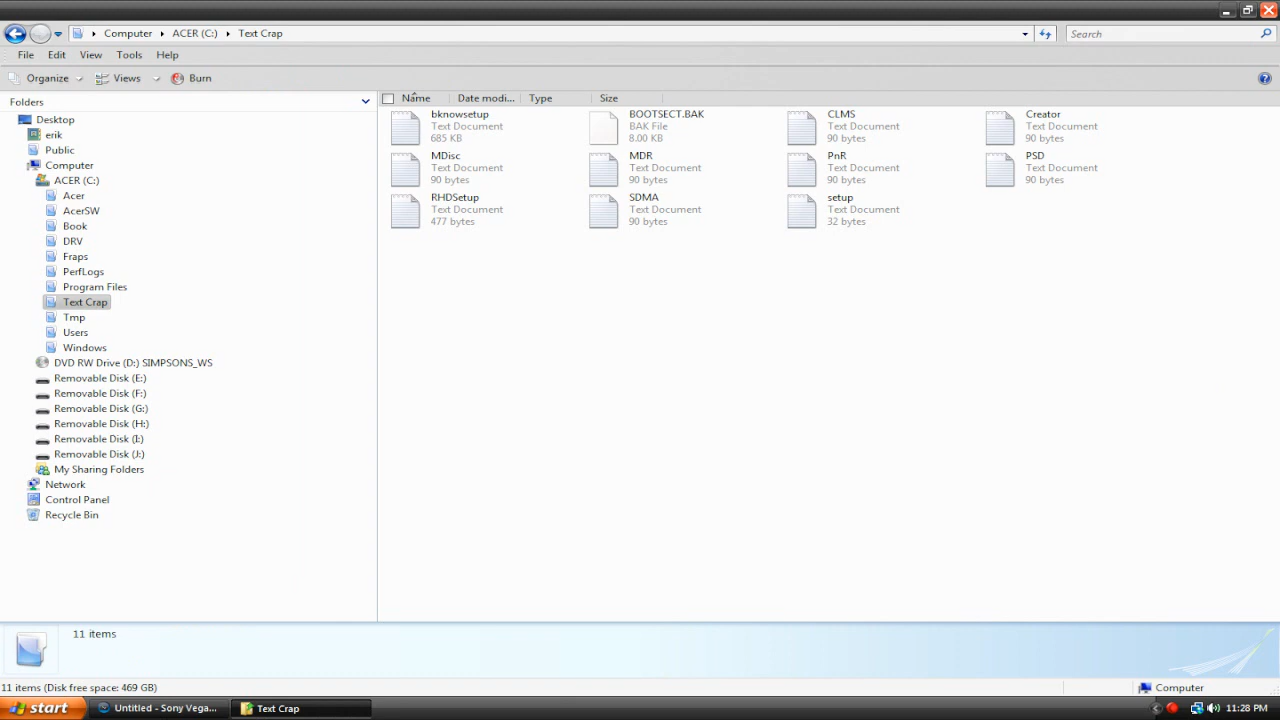 Computer ▸ ACER (C:) ▸ Text Crap
Search
File Edit View Tools Help
Organize Views Burn
Folders
Desktop
erik
Public
Computer
ACER (C:)
Acer
AcerSW
Book
DRV
Fraps
PerfLogs
Program Files
Text Crap
Tmp
Users
Windows
DVD RW Drive (D:) SIMPSONS_WS
Removable Disk (E:)
Removable Disk (F:)
Removable Disk (G:)
Removable Disk (H:)
Removable Disk (I:)
Removable Disk (J:)
My Sharing Folders
Network
Control Panel
Recycle Bin
Name Date modi... Type Size
bknowsetup
Text Document
685 KB
BOOTSECT.BAK
BAK File
8.00 KB
CLMS
Text Document
90 bytes
Creator
Text Document
90 bytes
MDisc
Text Document
90 bytes
MDR
Text Document
90 bytes
PnR
Text Document
90 bytes
PSD
Text Document
90 bytes
RHDSetup
Text Document
477 bytes
SDMA
Text Document
90 bytes
setup
Text Document
32 bytes
11 items
11 items (Disk free space: 469 GB)
Computer
start
Untitled - Sony Vega...
Text Crap
11:28 PM